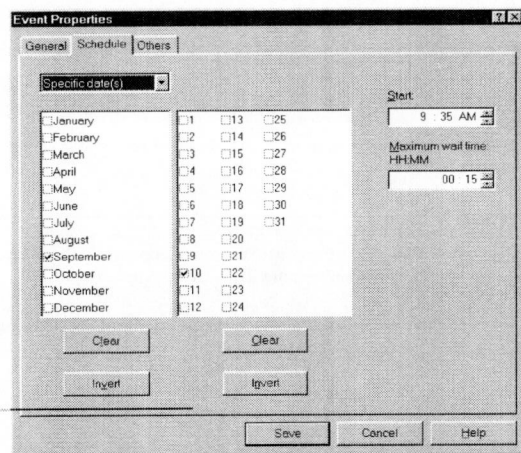 Event Properties
General Schedule Others
Specific date(s)
January
February
March
April
May
June
July
August
September
October
November
December
1 13 25
2 14 26
3 15 27
4 16 28
5 17 29
6 18 30
7 19 31
8 20
9 21
10 22
11 23
12 24
Start:
9 : 35 AM
Maximum wait time:
HH:MM
00 : 15
Clear Clear
Invert Invert
Save Cancel Help